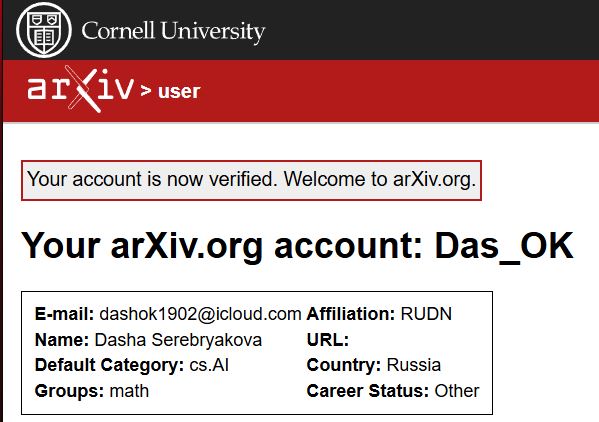 Cornell University
arXiv > user
Your account is now verified. Welcome to arXiv.org.
Your arXiv.org account: Das_OK
E-mail: dashok1902@icloud.com Affiliation: RUDN
Name: Dasha Serebryakova URL:
Default Category: cs.AI Country: Russia
Groups: math Career Status: Other